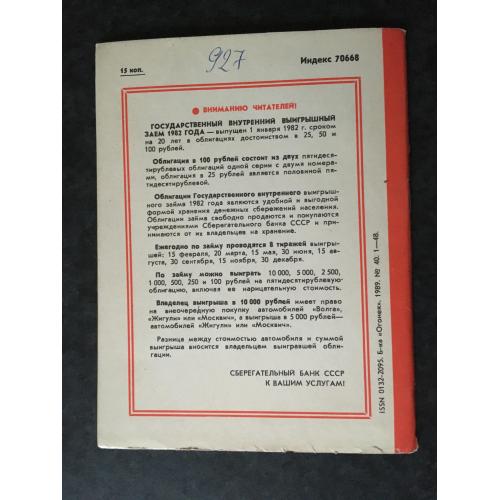 927
15 коп.
Индекс 70668
ВНИМАНИЮ ЧИТАТЕЛЕЙ!
ГОСУДАРСТВЕННЫЙ ВНУТРЕННИЙ ВЫИГРЫШНЫЙ
ЗАЕМ 1982 ГОДА — выпущен 1 января 1982 г. сроком
на 20 лет в облигациях достоинством в 25, 50 и
100 рублей.
Облигация в 100 рублей состоит из двух пятидеся-
тирублевых облигаций одной серии с двумя номера-
ми, облигация в 25 рублей является половиной пя-
тидесятирублевой.
Облигации Государственного внутреннего выигрыш-
ного займа 1982 года являются удобной и выгодной
формой хранения денежных сбережений населения.
Облигации займа свободно продаются и покупаются
учреждениями Сберегательного банка СССР и при-
нимаются от их владельцев на хранение.
Ежегодно по займу проводятся 8 тиражей выигры-
шей: 15 февраля, 20 марта, 15 мая, 30 июня, 15 ав-
густа, 30 сентября, 15 ноября, 30 декабря.
По займу можно выиграть 10 000, 5 000, 2 500,
1 000, 500, 250 и 100 рублей на пятидесятирублевую
облигацию, включая ее нарицательную стоимость.
Владелец выигрыша в 10 000 рублей имеет право
на внеочередную покупку автомобилей «Волга»,
«Жигули» или «Москвич», а выигрыша в 5 000 рублей—
автомобилей «Жигули» или «Москвич».
Разница между стоимостью автомобиля и суммой
выигрыша вносится владельцем выигравшей обли-
гации.
СБЕРЕГАТЕЛЬНЫЙ БАНК СССР
К ВАШИМ УСЛУГАМ!
ISSN 0132-2095. Б-ка «Огонек». 1989. № 40. 1—48.